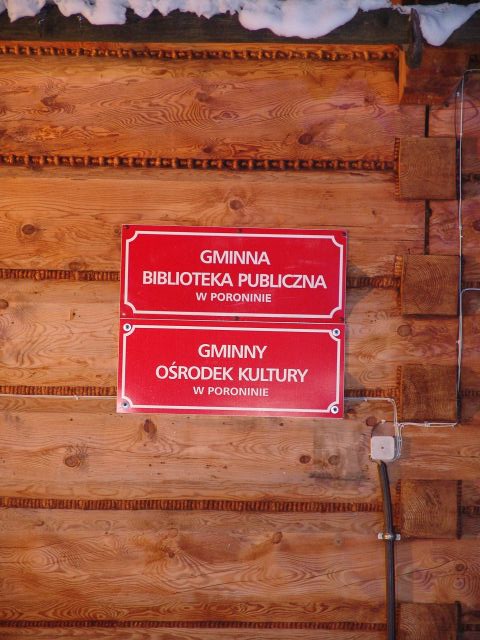 GMINNA
BIBLIOTEKA PUBLICZNA
W PORONINIE
GMINNY
OŚRODEK KULTURY
W PORONINIE